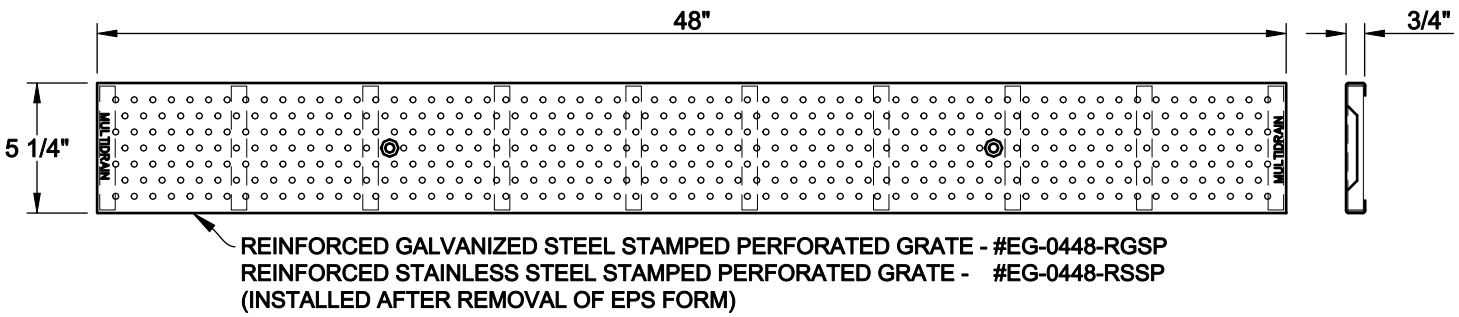 48"
3/4"
5 1/4"
MULTIDRAIN
MULTIDRAIN
REINFORCED GALVANIZED STEEL STAMPED PERFORATED GRATE - #EG-0448-RGSP
REINFORCED STAINLESS STEEL STAMPED PERFORATED GRATE - #EG-0448-RSSP
(INSTALLED AFTER REMOVAL OF EPS FORM)